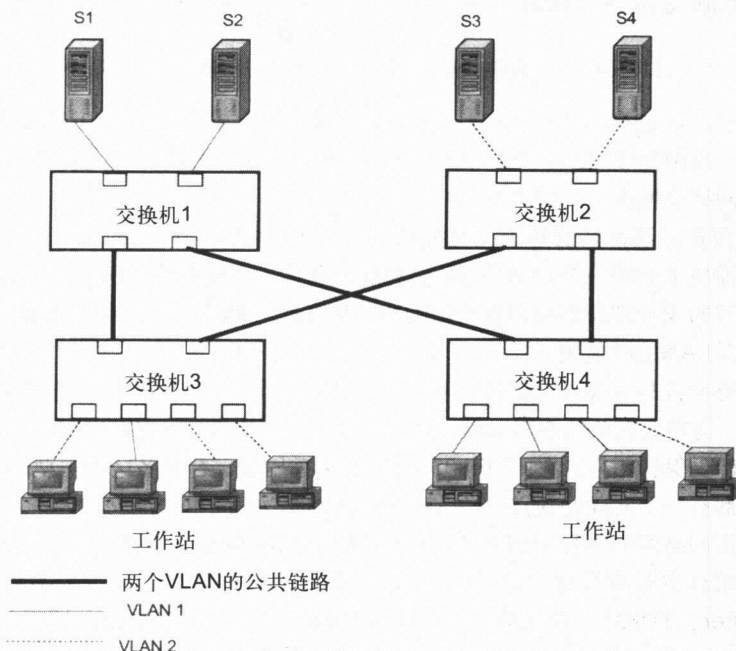 S1
S2
S3
S4
交换机1
交换机2
交换机3
交换机4
工作站
工作站
两个VLAN的公共链路
VLAN 1
VLAN 2